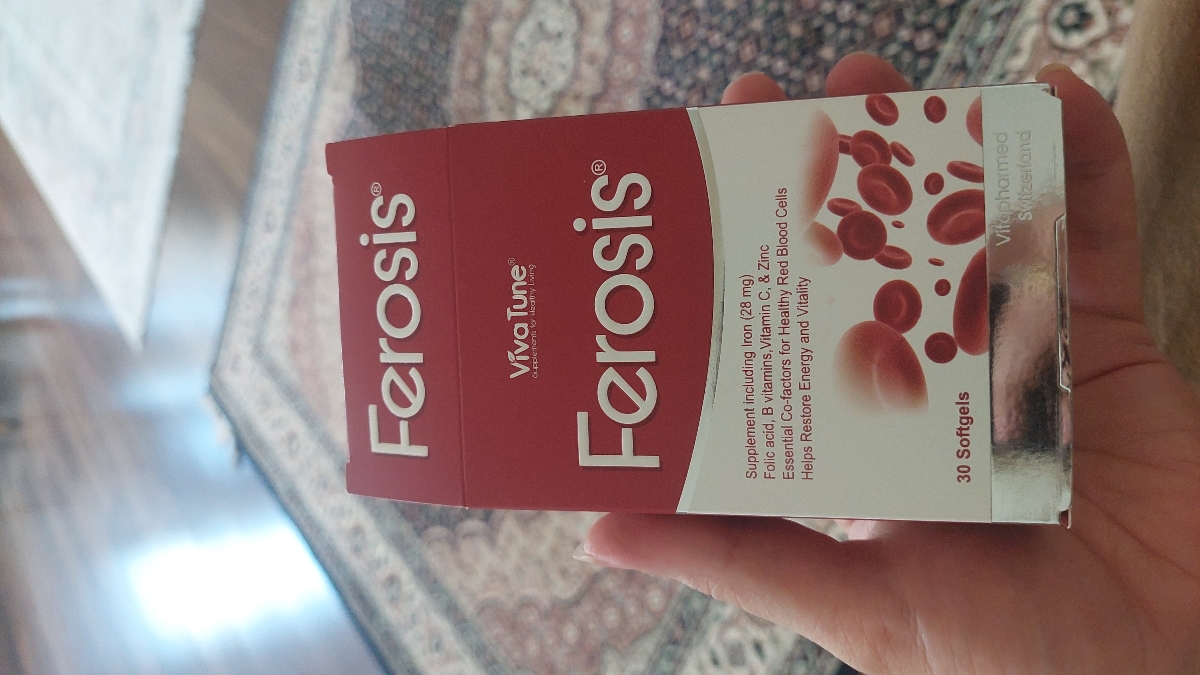 Ferosis®
VivaTune®
Supplements for Healthy Living
Ferosis®
Supplement including Iron (28 mg)
Folic acid, B vitamins,Vitamin C, & Zinc
Essential Co-factors for Healthy Red Blood Cells
Helps Restore Energy and Vitality
30 Softgels
Vitapharmed
Switzerland